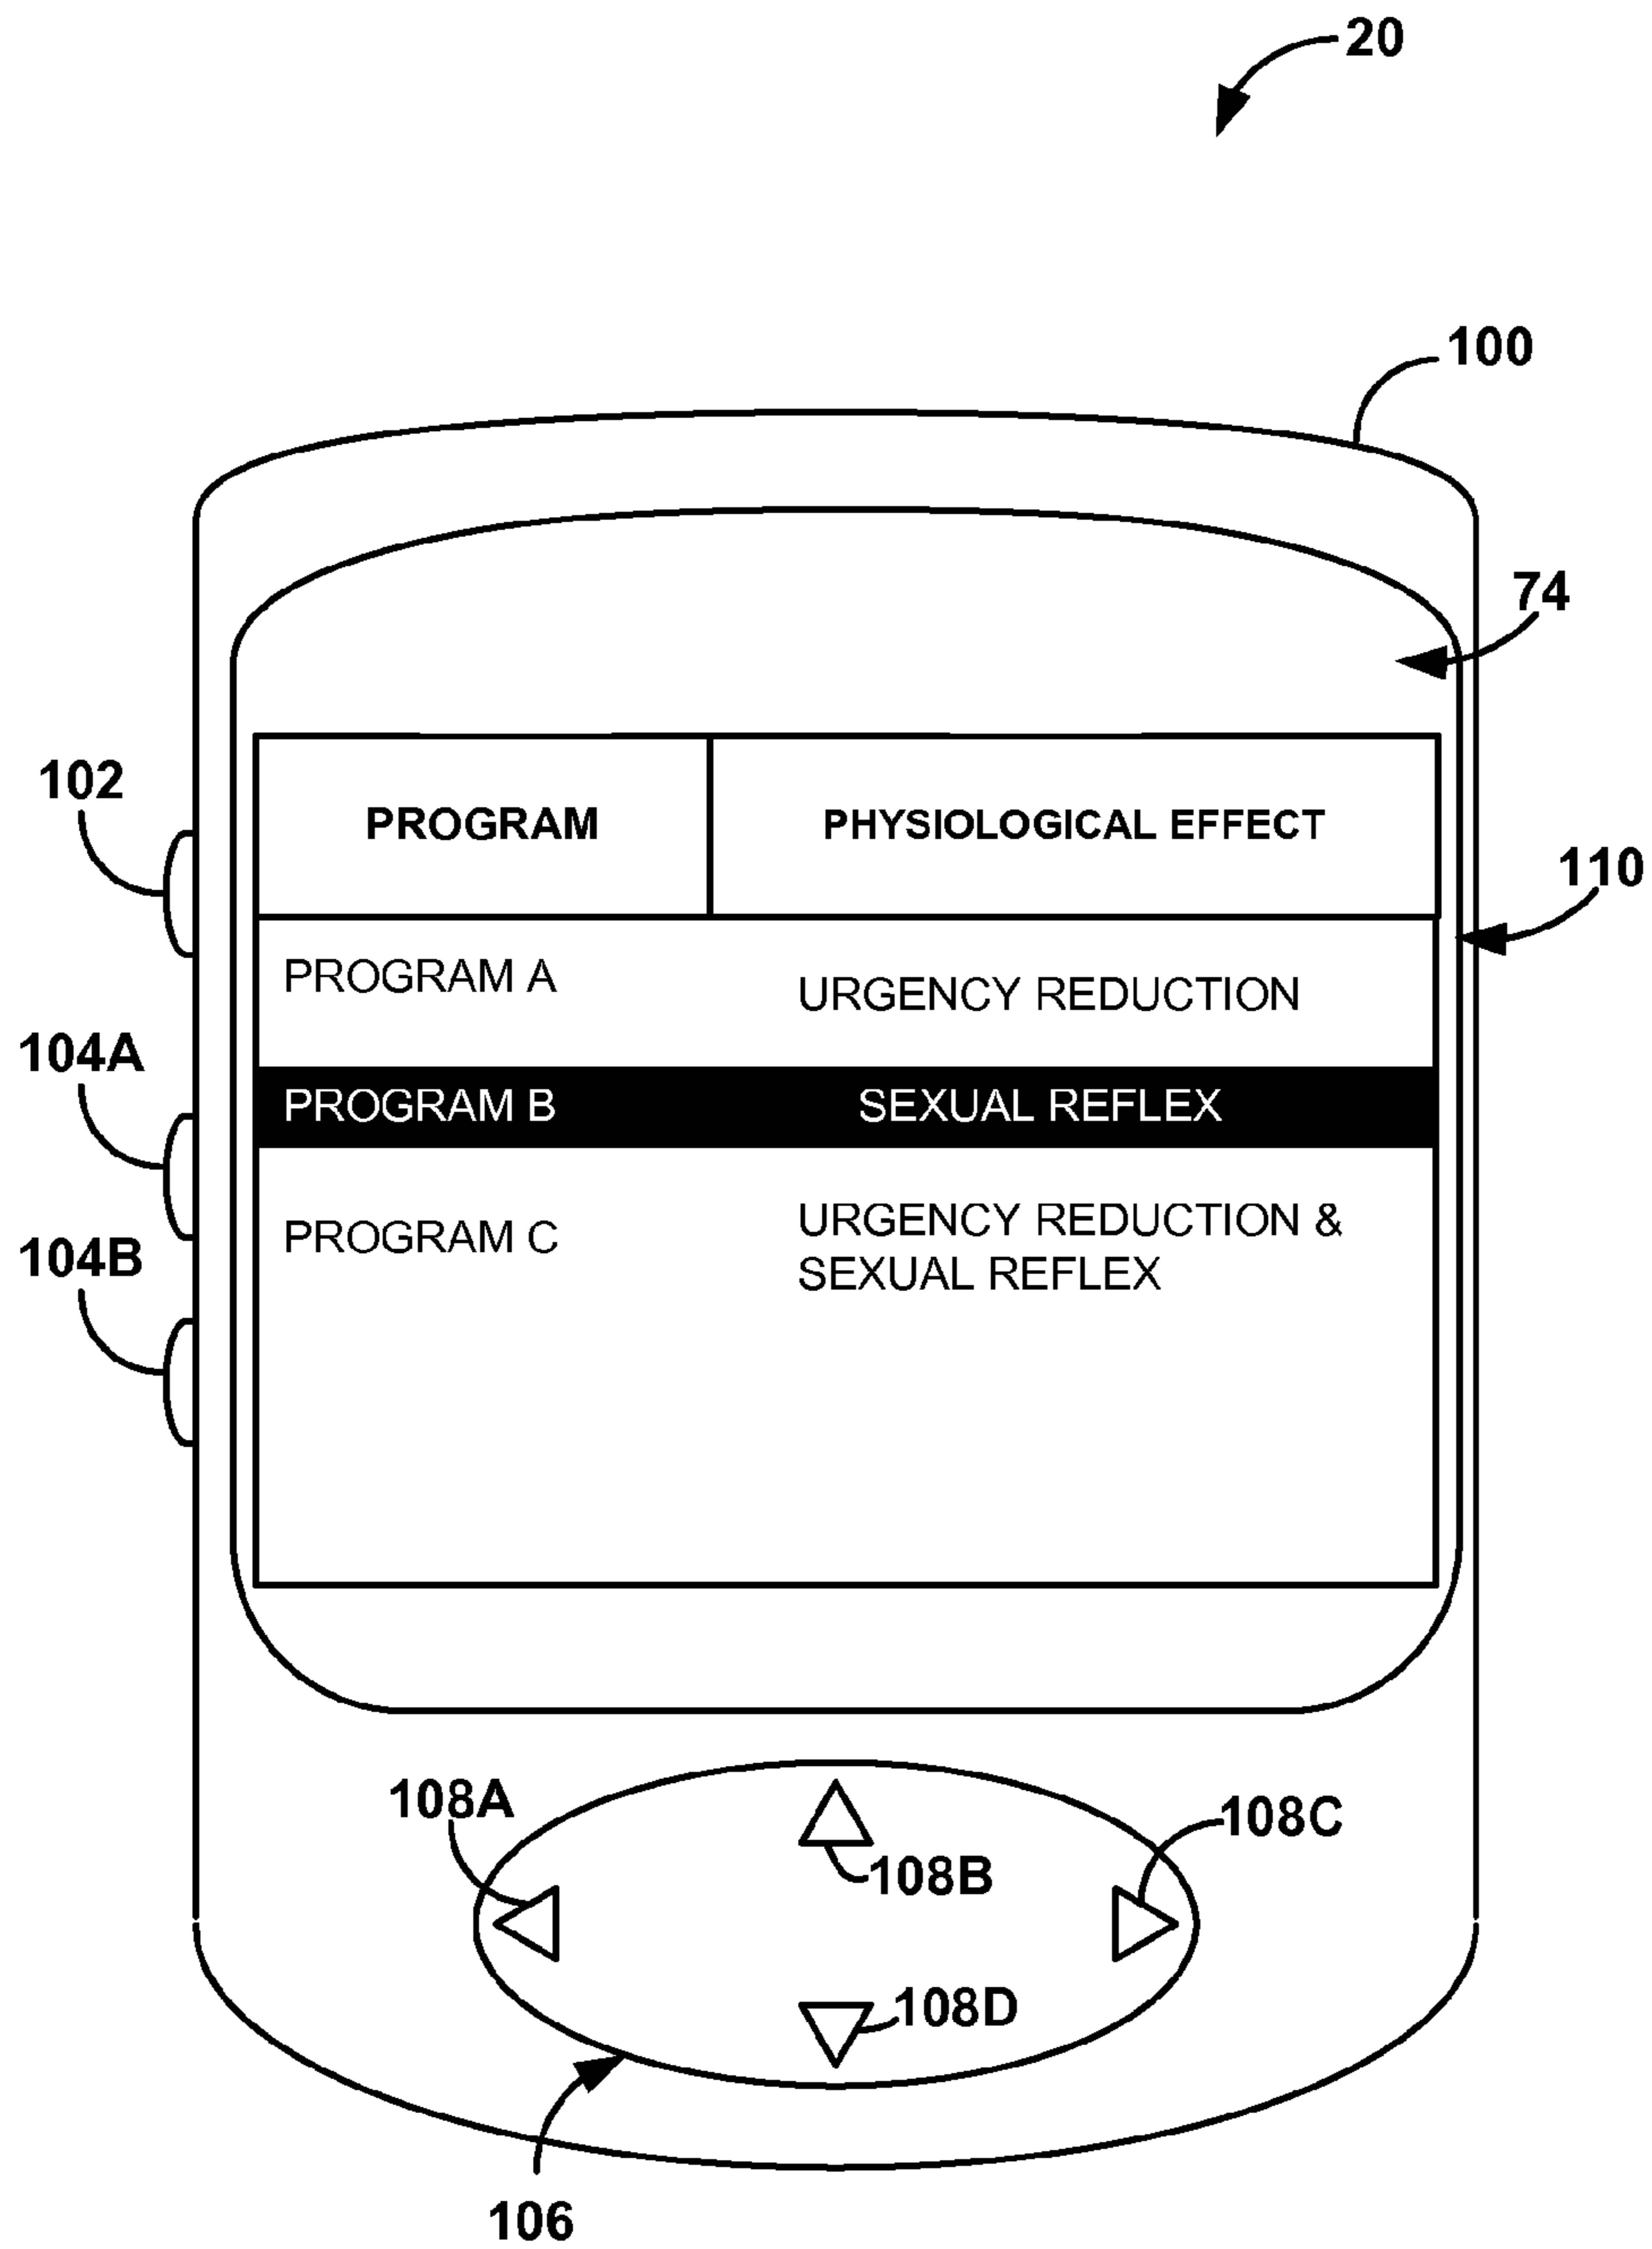 20
100
74
102
PROGRAM PHYSIOLOGICAL EFFECT
110
PROGRAM A URGENCY REDUCTION
104A
PROGRAM B SEXUAL REFLEX
104B
PROGRAM C URGENCY REDUCTION &
SEXUAL REFLEX
108A
108C
108B
108D
106